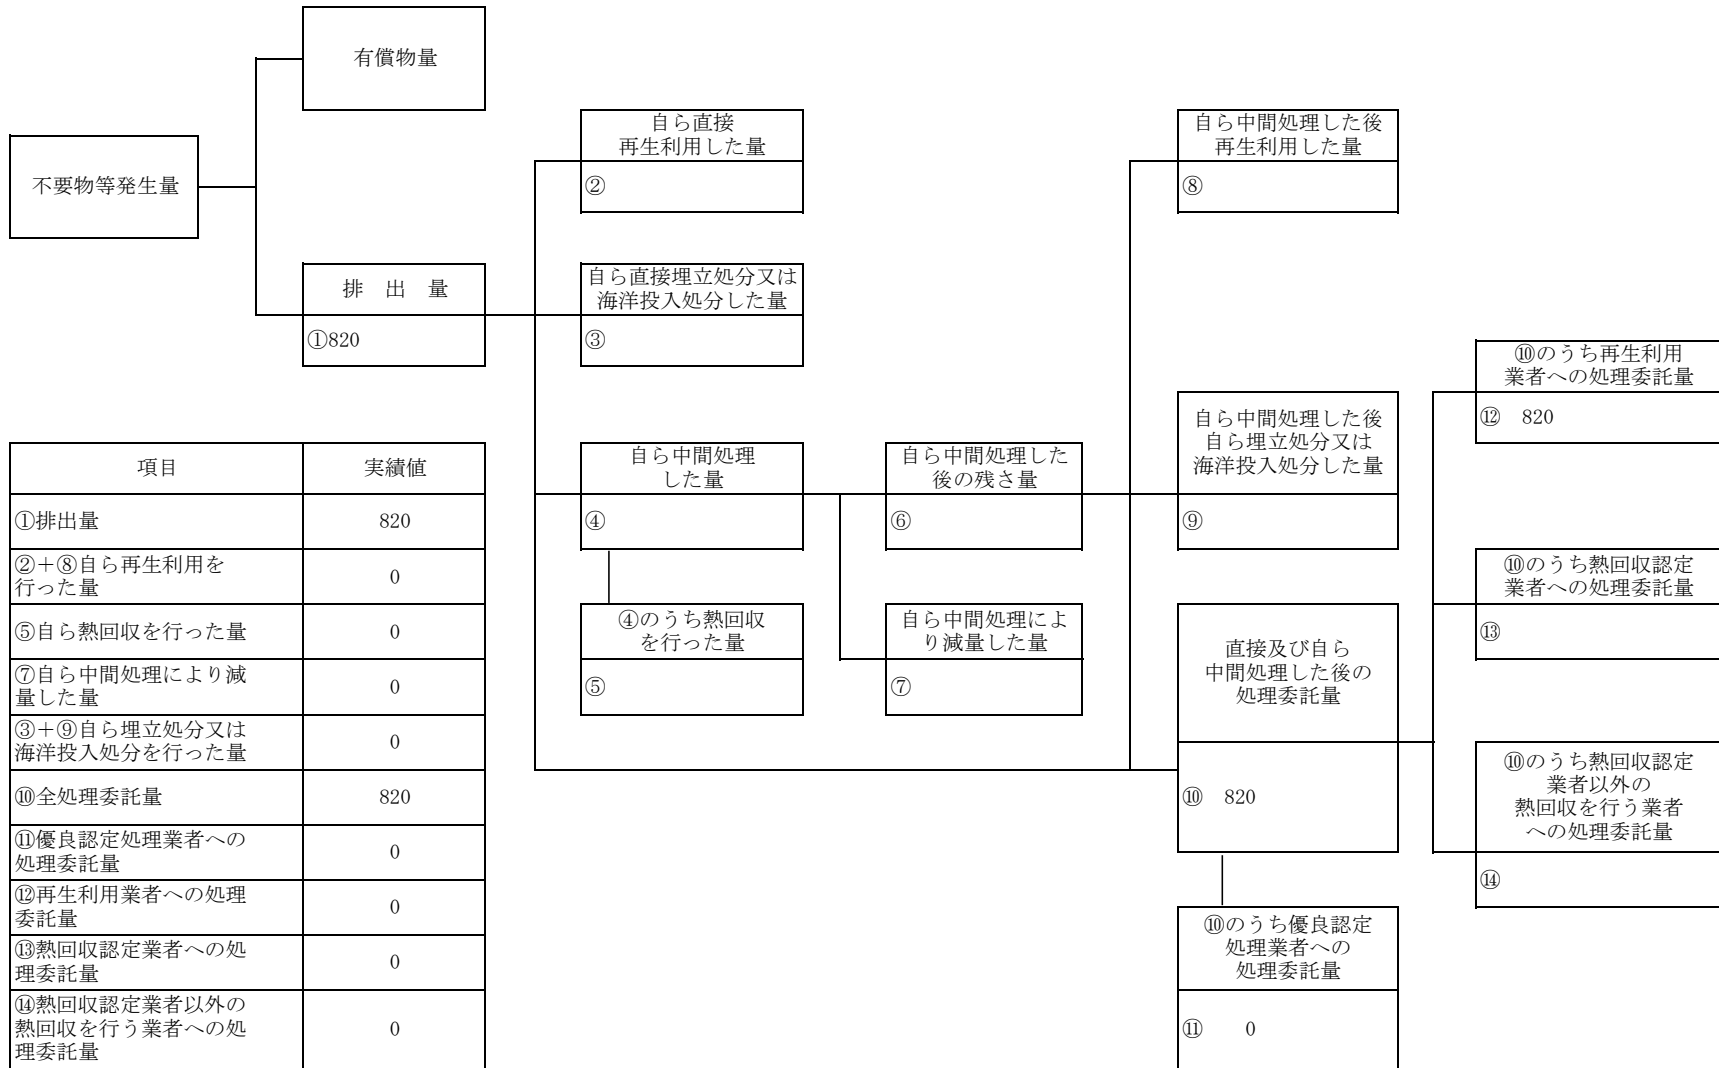 有償物量
不要物等発生量
排 出 量
①820
自ら直接
再生利用した量
②
自ら直接埋立処分又は
海洋投入処分した量
③
自ら中間処理
した量
④
④のうち熱回収
を行った量
⑤
自ら中間処理した
後の残さ量
⑥
自ら中間処理によ
り減量した量
⑦
自ら中間処理した後
再生利用した量
⑧
自ら中間処理した後
自ら埋立処分又は
海洋投入処分した量
⑨
直接及び自ら
中間処理した後の
処理委託量
⑩ 820
⑩のうち優良認定
処理業者への
処理委託量
⑪ 0
⑩のうち再生利用
業者への処理委託量
⑫ 820
⑩のうち熱回収認定
業者への処理委託量
⑬
⑩のうち熱回収認定
業者以外の
熱回収を行う業者
への処理委託量
⑭
項目 実績値
①排出量 820
②+⑧自ら再生利用を
行った量 0
⑤自ら熱回収を行った量 0
⑦自ら中間処理により減
量した量 0
③+⑨自ら埋立処分又は
海洋投入処分を行った量 0
⑩全処理委託量 820
⑪優良認定処理業者への
処理委託量 0
⑫再生利用業者への処理
委託量 0
⑬熱回収認定業者への処
理委託量 0
⑭熱回収認定業者以外の
熱回収を行う業者への処 0
理委託量